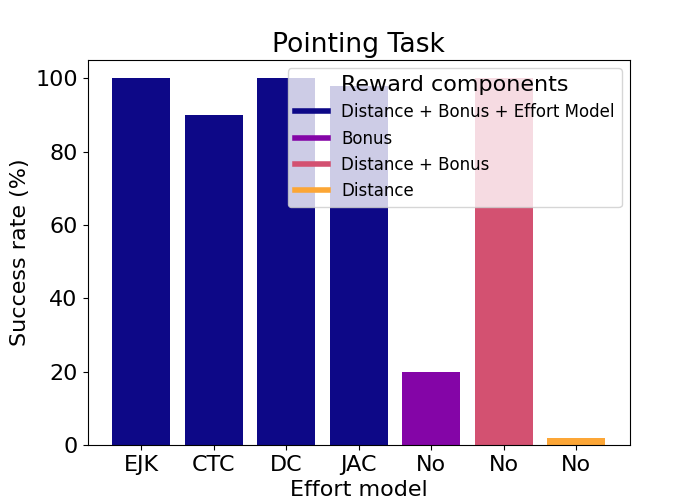 Pointing Task
Success rate (%)
100
80
60
40
20
0
Reward components
Distance + Bonus + Effort Model
Bonus
Distance + Bonus
Distance
EJK CTC DC JAC No No No
Effort model